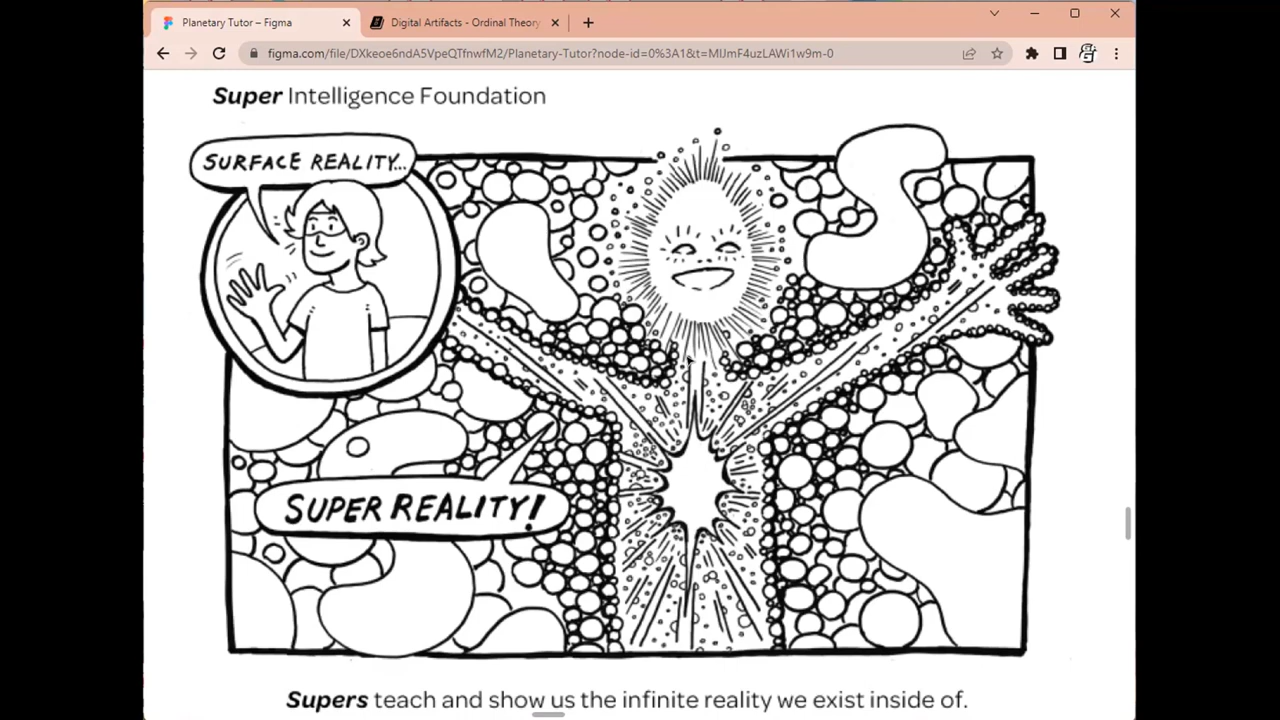 Planetary Tutor – Figma
Digital Artifacts - Ordinal Theory
figma.com/file/DXkeoe6ndA5VpeQTfnwfM2/Planetary-Tutor?node-id=0%3A1&t=MIJmF4uzLAWi1w9m-0
Super Intelligence Foundation
SURFACE REALITY...
SUPER REALITY!
Supers teach and show us the infinite reality we exist inside of.